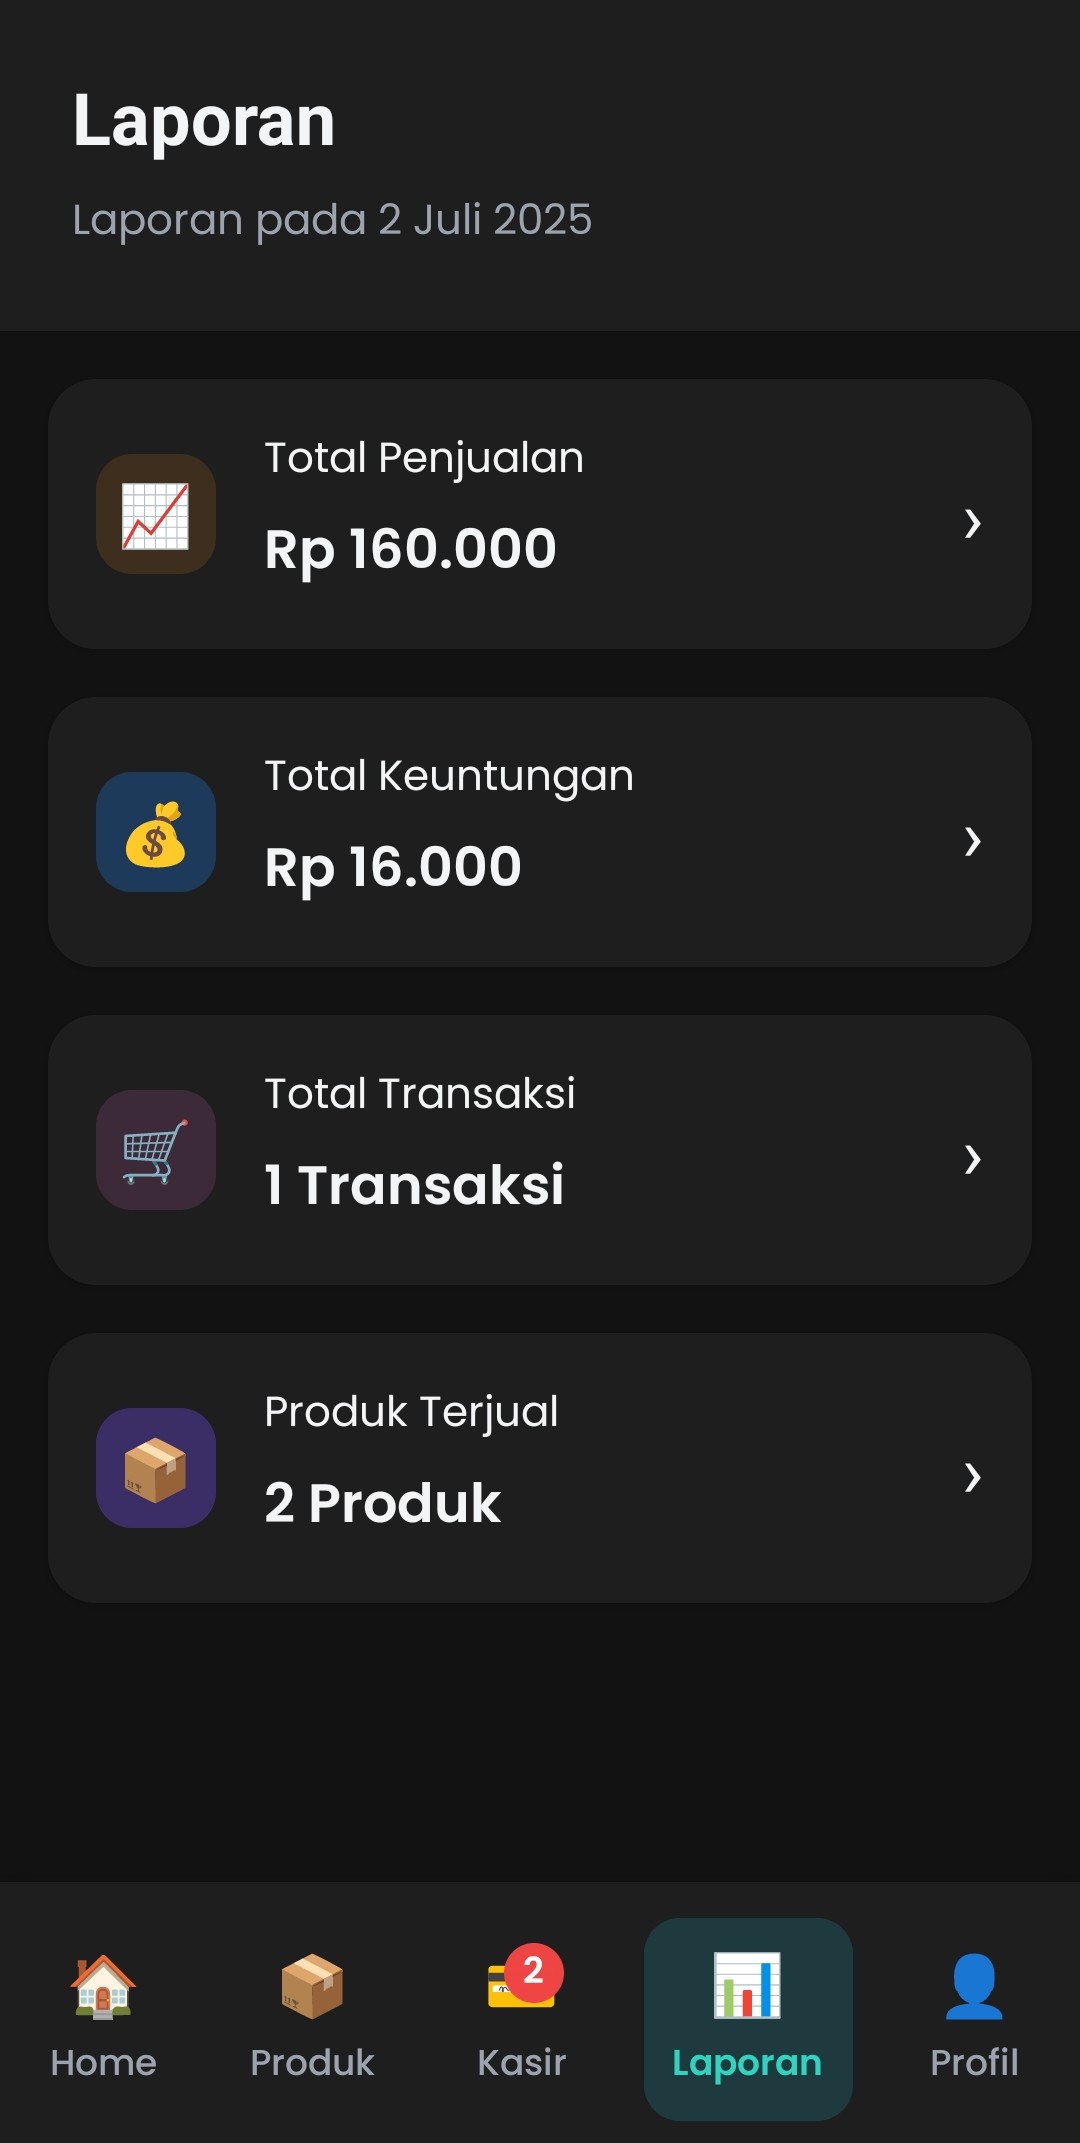 Laporan
Laporan pada 2 Juli 2025
Total Penjualan
Rp 160.000
Total Keuntungan
Rp 16.000
Total Transaksi
1 Transaksi
Produk Terjual
2 Produk
2
Home
Produk
Kasir
Laporan
Profil